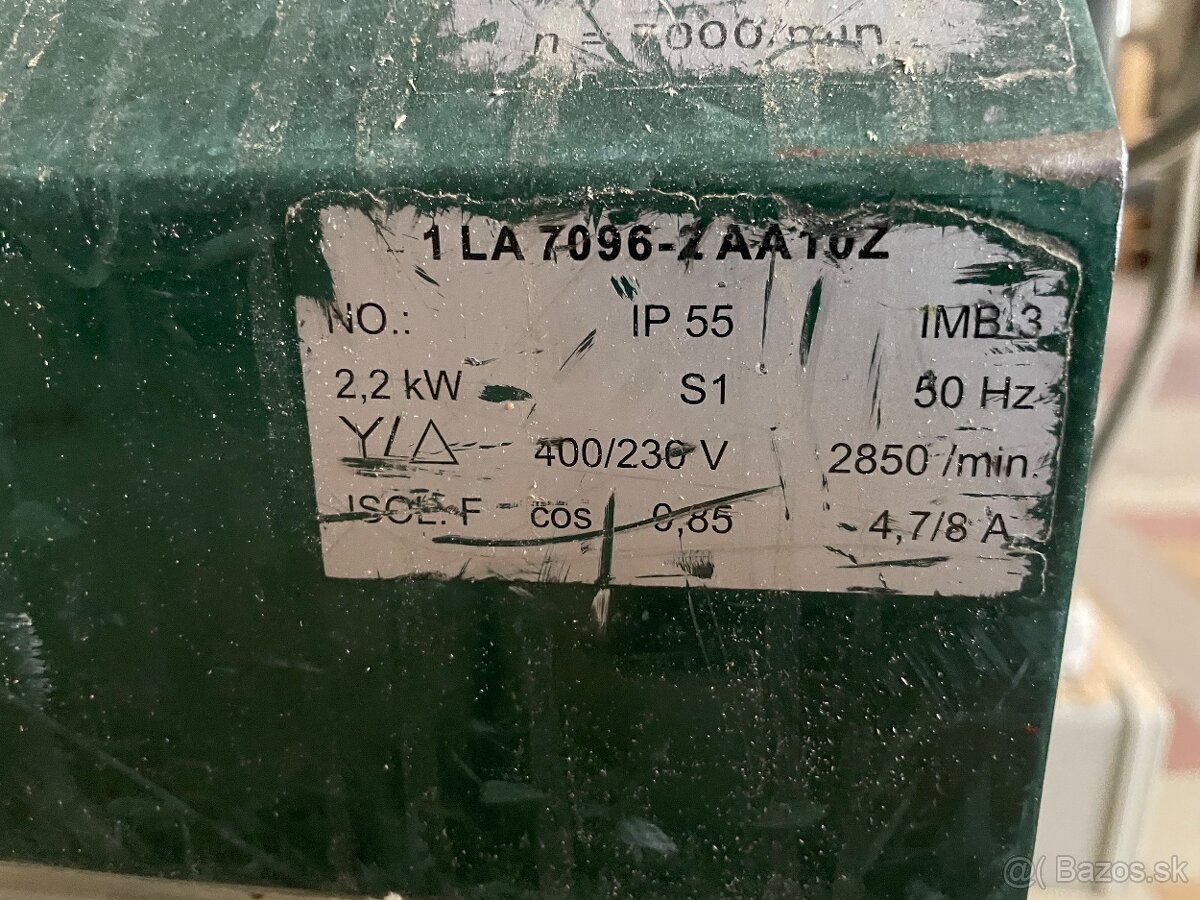 n = 7000/min.
1 LA 7096-2 AA10Z
NO.: IP 55 IMB 3
2,2 kW S1 50 Hz
Y/△ 400/230 V 2850 /min.
ISOL. F cos 0,85
4,7/8 A
@( Bazos.sk